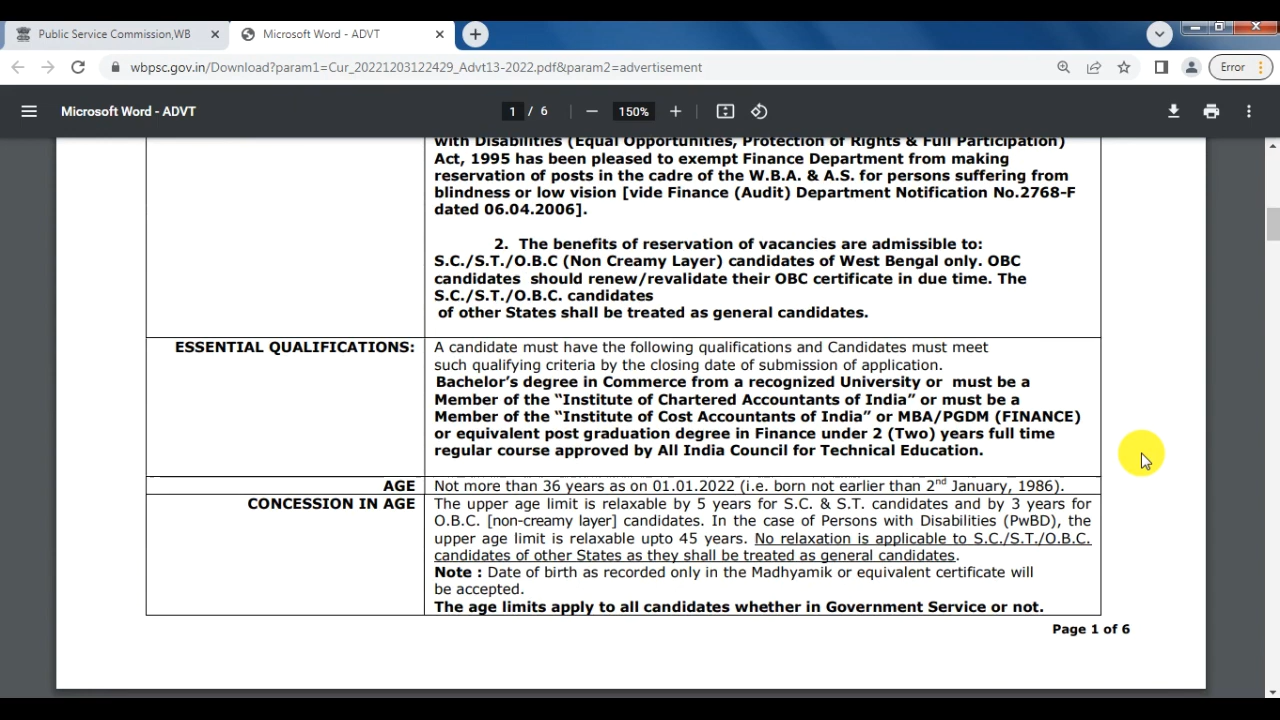 Public Service Commission,WB
Microsoft Word - ADVT
wbpsc.gov.in/Download?param1=Cur_20221203122429_Advt13-2022.pdf&param2=advertisement
Error
Microsoft Word - ADVT
1 / 6
150%
with Disabilities (Equal Opportunities, Protection of Rights & Full Participation)
Act, 1995 has been pleased to exempt Finance Department from making
reservation of posts in the cadre of the W.B.A. & A.S. for persons suffering from
blindness or low vision [vide Finance (Audit) Department Notification No.2768-F
dated 06.04.2006].
2. The benefits of reservation of vacancies are admissible to:
S.C./S.T./O.B.C (Non Creamy Layer) candidates of West Bengal only. OBC
candidates should renew/revalidate their OBC certificate in due time. The
S.C./S.T./O.B.C. candidates
of other States shall be treated as general candidates.
ESSENTIAL QUALIFICATIONS:
A candidate must have the following qualifications and Candidates must meet
such qualifying criteria by the closing date of submission of application.
Bachelor's degree in Commerce from a recognized University or must be a
Member of the "Institute of Chartered Accountants of India" or must be a
Member of the "Institute of Cost Accountants of India" or MBA/PGDM (FINANCE)
or equivalent post graduation degree in Finance under 2 (Two) years full time
regular course approved by All India Council for Technical Education.
AGE
Not more than 36 years as on 01.01.2022 (i.e. born not earlier than 2nd January, 1986).
CONCESSION IN AGE
The upper age limit is relaxable by 5 years for S.C. & S.T. candidates and by 3 years for
O.B.C. [non-creamy layer] candidates. In the case of Persons with Disabilities (PwBD), the
upper age limit is relaxable upto 45 years. No relaxation is applicable to S.C./S.T./O.B.C.
candidates of other States as they shall be treated as general candidates.
Note : Date of birth as recorded only in the Madhyamik or equivalent certificate will
be accepted.
The age limits apply to all candidates whether in Government Service or not.
Page 1 of 6